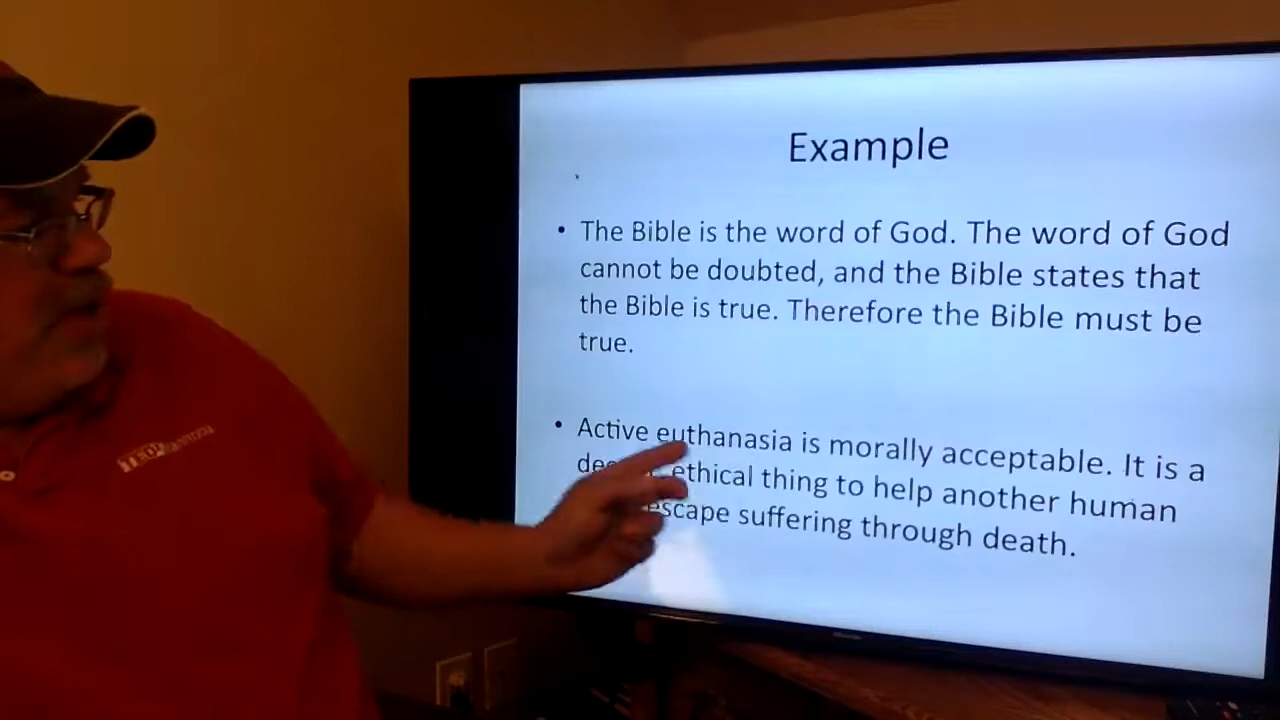 Example
• The Bible is the word of God. The word of God
cannot be doubted, and the Bible states that
the Bible is true. Therefore the Bible must be
true.
• Active euthanasia is morally acceptable. It is a
ethical thing to help another human
escape suffering through death.